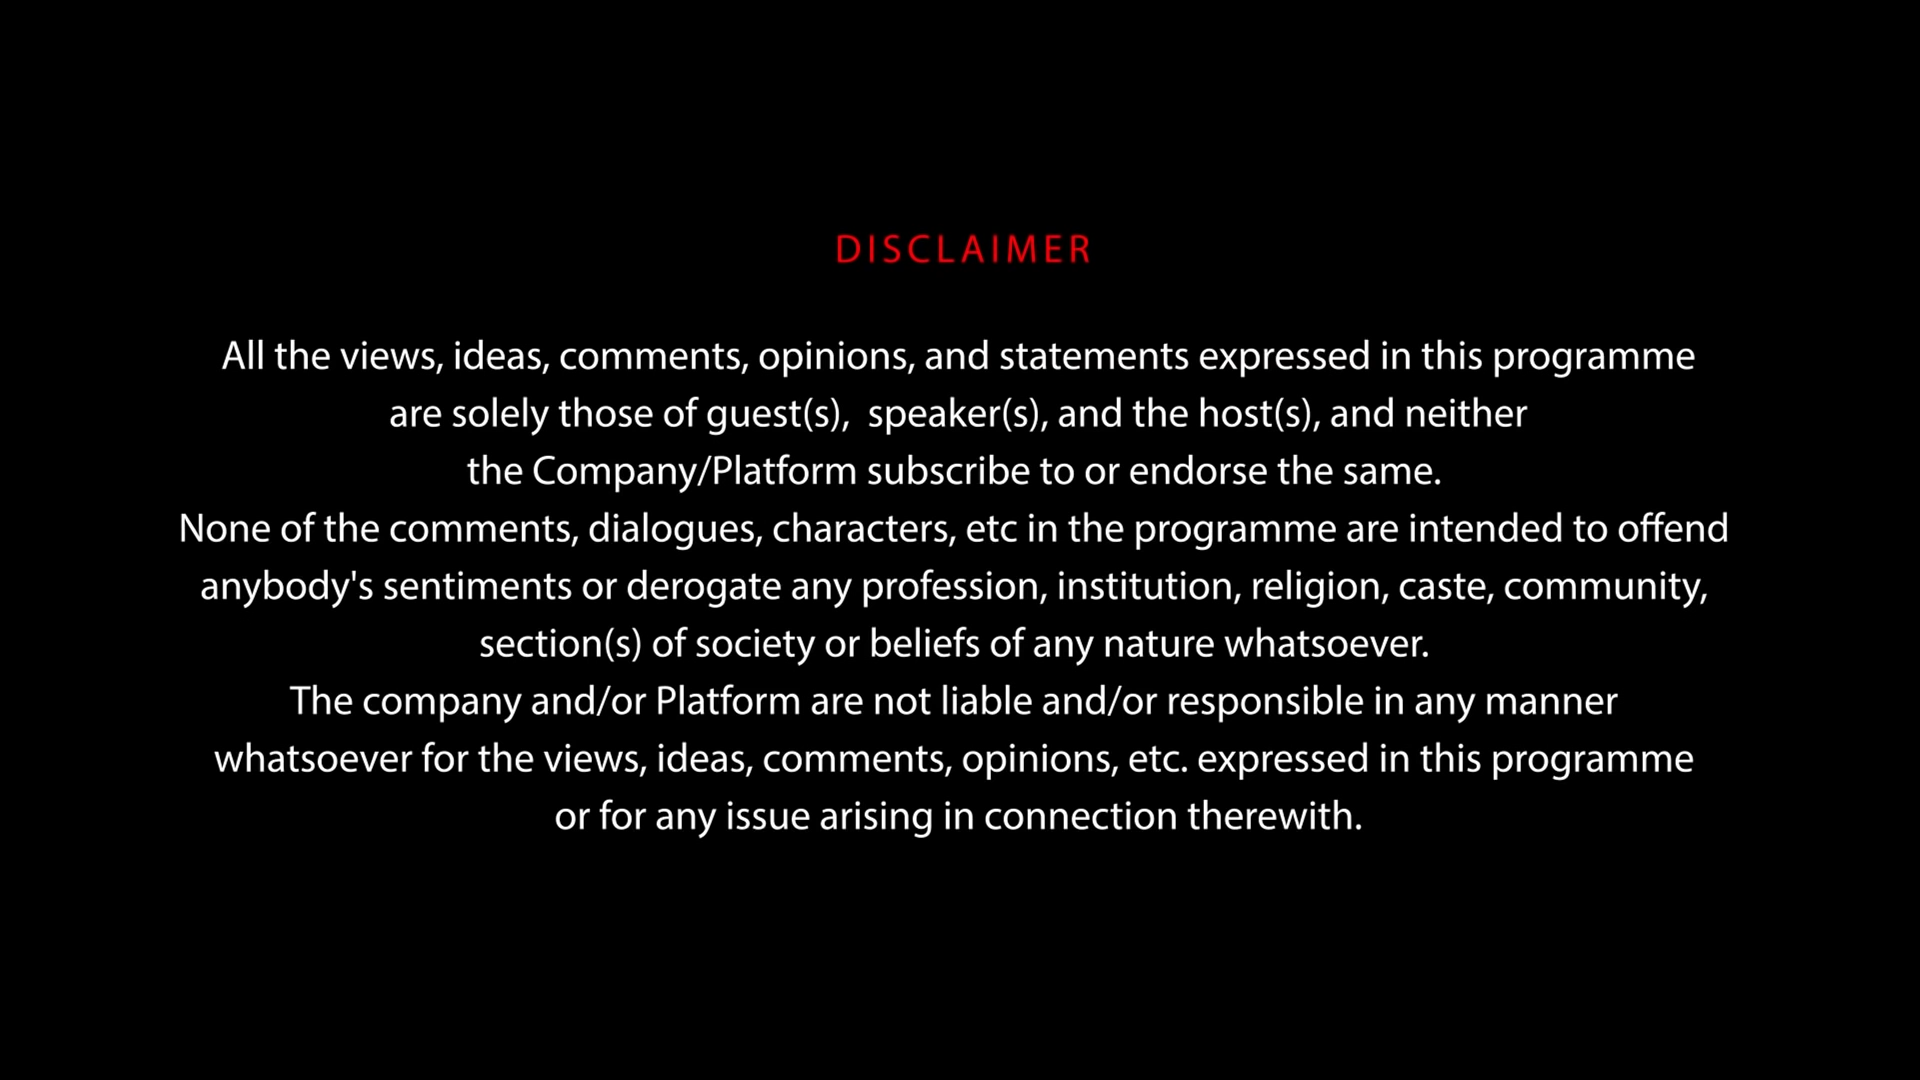 DISCLAIMER
All the views, ideas, comments, opinions, and statements expressed in this programme
are solely those of guest(s),  speaker(s), and the host(s), and neither
the Company/Platform subscribe to or endorse the same.
None of the comments, dialogues, characters, etc in the programme are intended to offend
anybody's sentiments or derogate any profession, institution, religion, caste, community,
section(s) of society or beliefs of any nature whatsoever.
The company and/or Platform are not liable and/or responsible in any manner
whatsoever for the views, ideas, comments, opinions, etc. expressed in this programme
or for any issue arising in connection therewith.